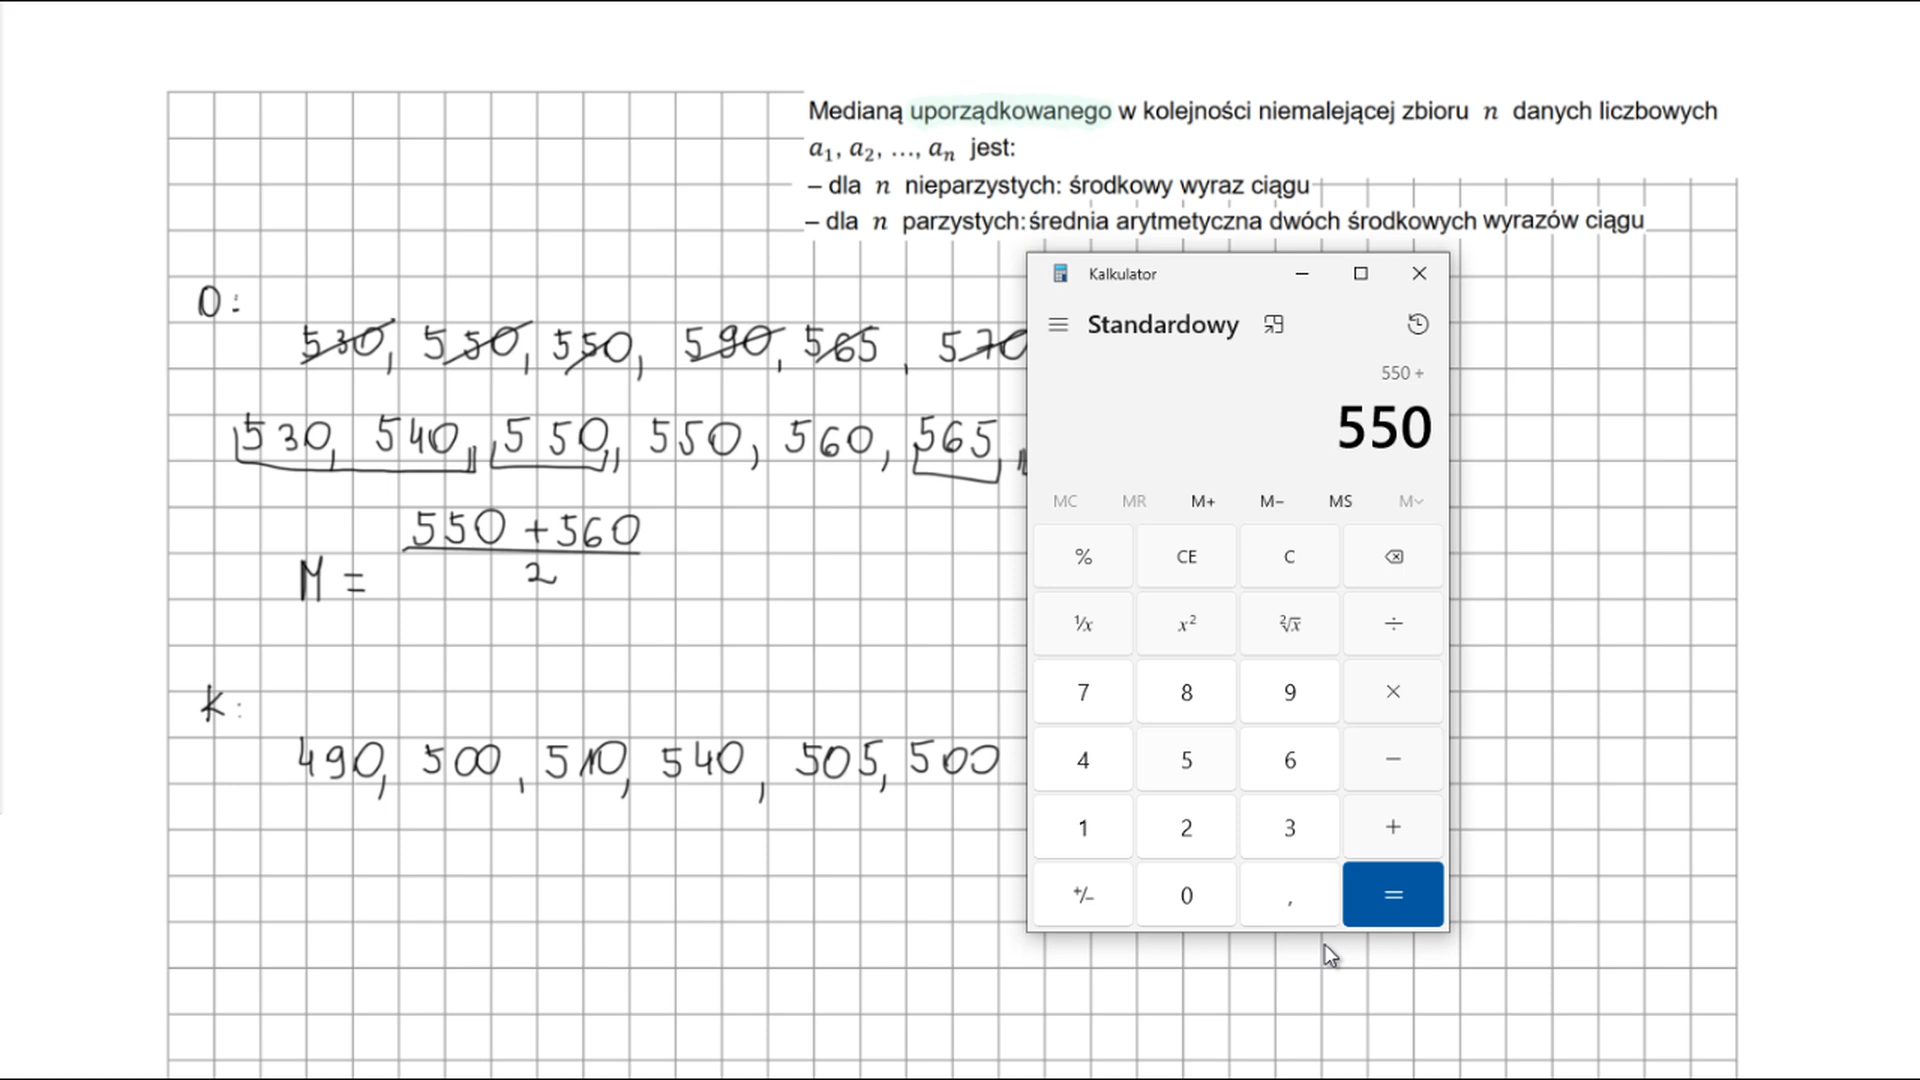 Medianą uporządkowanego w kolejności niemalejącej zbioru n danych liczbowych
a₁, a₂, ..., aₙ jest:
– dla n nieparzystych: środkowy wyraz ciągu
– dla n parzystych: średnia arytmetyczna dwóch środkowych wyrazów ciągu
O:
530, 550, 550, 590, 565, 570
530, 540, 550, 550, 560, 565,
M = (550 + 560)/2
K:
490, 500, 510, 540, 505, 500
Kalkulator
Standardowy
550 +
550
MC MR M+ M− MS M
% CE C
¹/x x² ²√x ÷
7 8 9 ×
4 5 6 −
1 2 3 +
+/− 0 , =